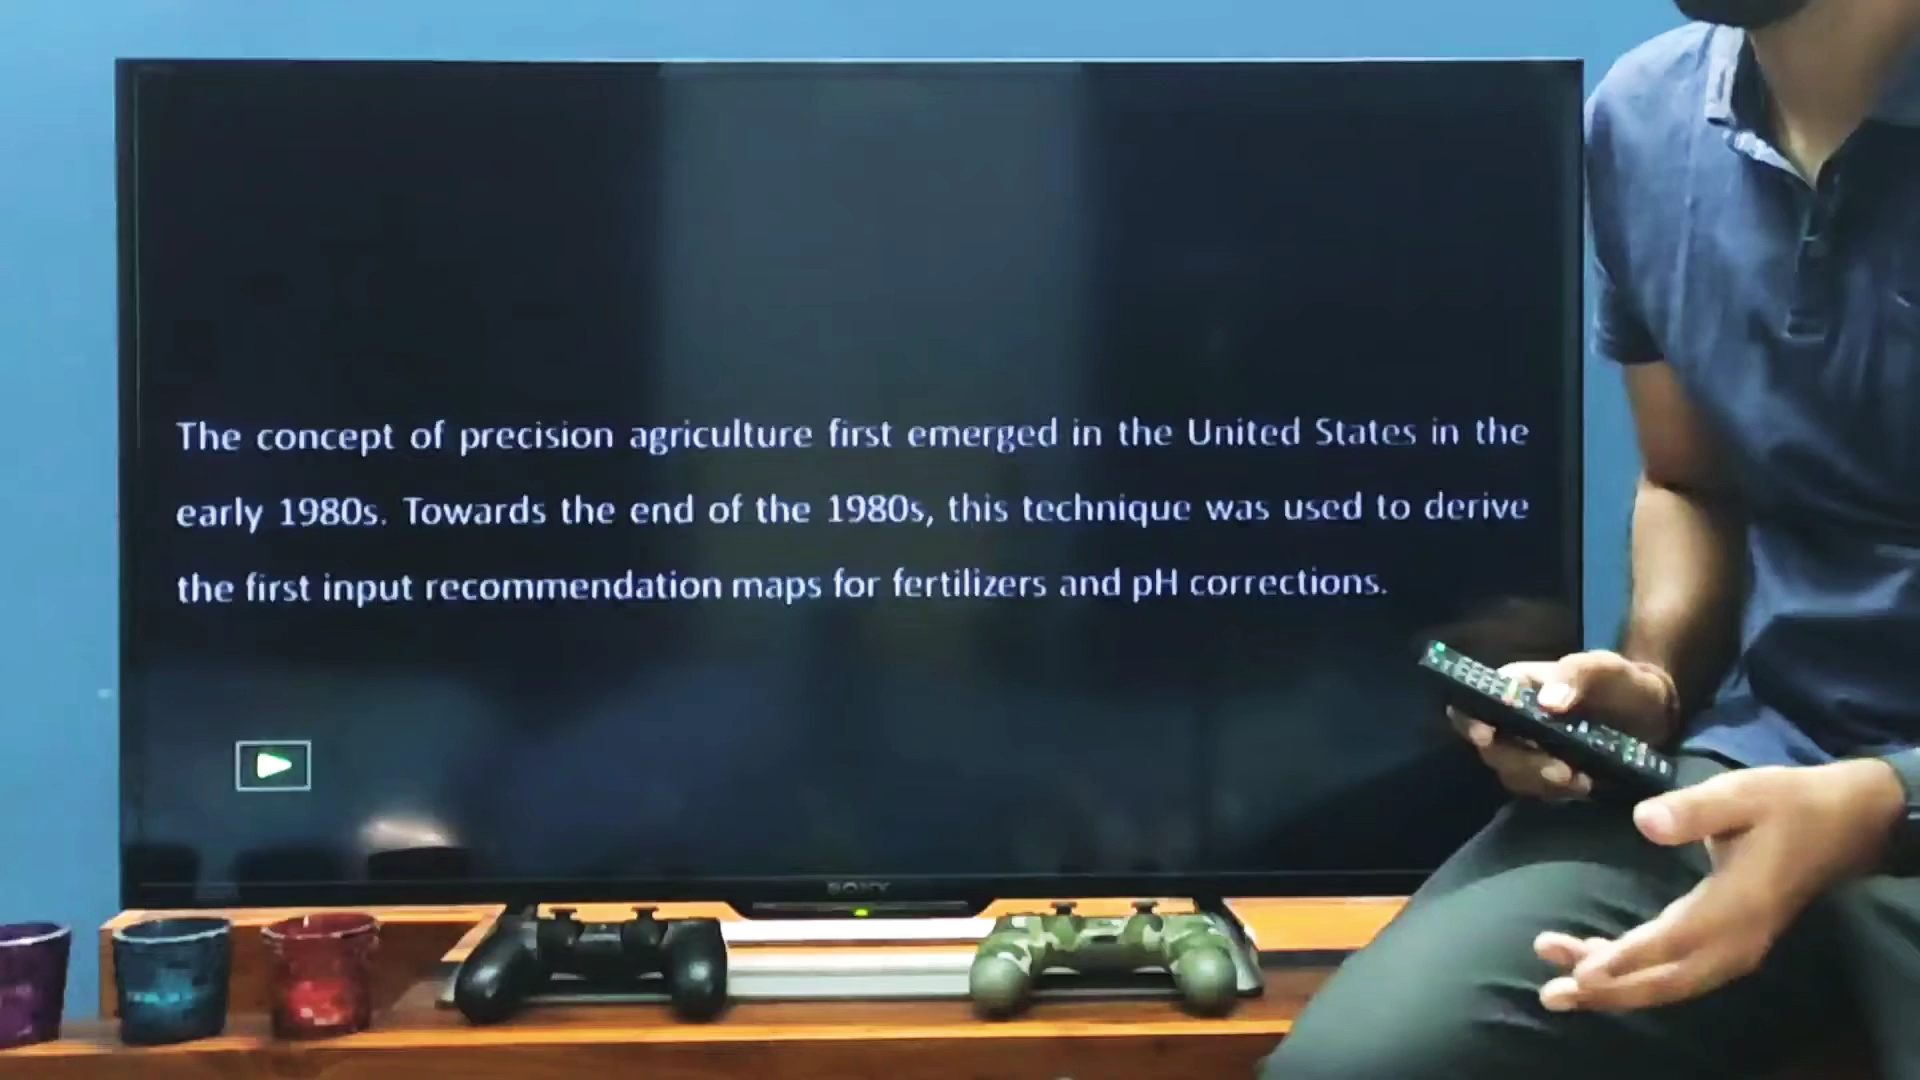 The concept of precision agriculture first emerged in the United States in the
early 1980s. Towards the end of the 1980s, this technique was used to derive
the first input recommendation maps for fertilizers and pH corrections.
SONY